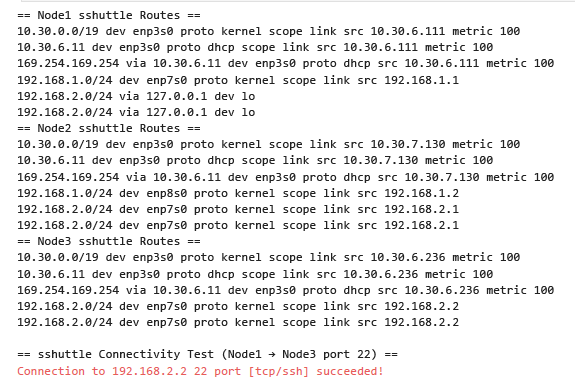 == Node1 sshuttle Routes ==
10.30.0.0/19 dev enp3s0 proto kernel scope link src 10.30.6.111 metric 100
10.30.6.11 dev enp3s0 proto dhcp scope link src 10.30.6.111 metric 100
169.254.169.254 via 10.30.6.11 dev enp3s0 proto dhcp src 10.30.6.111 metric 100
192.168.1.0/24 dev enp7s0 proto kernel scope link src 192.168.1.1
192.168.2.0/24 via 127.0.0.1 dev lo
192.168.2.0/24 via 127.0.0.1 dev lo
== Node2 sshuttle Routes ==
10.30.0.0/19 dev enp3s0 proto kernel scope link src 10.30.7.130 metric 100
10.30.6.11 dev enp3s0 proto dhcp scope link src 10.30.7.130 metric 100
169.254.169.254 via 10.30.6.11 dev enp3s0 proto dhcp src 10.30.7.130 metric 100
192.168.1.0/24 dev enp8s0 proto kernel scope link src 192.168.1.2
192.168.2.0/24 dev enp7s0 proto kernel scope link src 192.168.2.1
192.168.2.0/24 dev enp7s0 proto kernel scope link src 192.168.2.1
== Node3 sshuttle Routes ==
10.30.0.0/19 dev enp3s0 proto kernel scope link src 10.30.6.236 metric 100
10.30.6.11 dev enp3s0 proto dhcp scope link src 10.30.6.236 metric 100
169.254.169.254 via 10.30.6.11 dev enp3s0 proto dhcp src 10.30.6.236 metric 100
192.168.2.0/24 dev enp7s0 proto kernel scope link src 192.168.2.2
192.168.2.0/24 dev enp7s0 proto kernel scope link src 192.168.2.2
== sshuttle Connectivity Test (Node1 → Node3 port 22) ==
Connection to 192.168.2.2 22 port [tcp/ssh] succeeded!